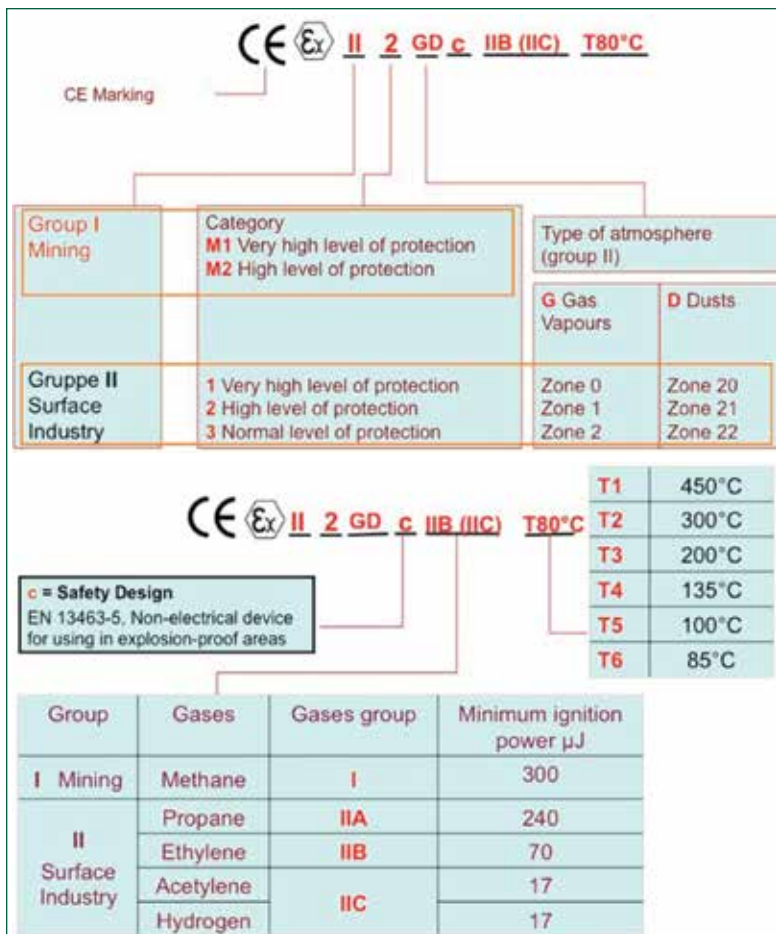 CE Ex II 2 GD c IIB (IIC) T80°C
CE Marking
Group I
Mining
Category
M1 Very high level of protection
M2 High level of protection
Type of atmosphere
(group II)
G Gas
Vapours
D Dusts
Gruppe II
Surface
Industry
1 Very high level of protection
2 High level of protection
3 Normal level of protection
Zone 0
Zone 1
Zone 2
Zone 20
Zone 21
Zone 22
CE Ex II 2 GD c IIB (IIC) T80°C
T1 450°C
T2 300°C
T3 200°C
T4 135°C
T5 100°C
T6 85°C
c = Safety Design
EN 13463-5, Non-electrical device
for using in explosion-proof areas
Group Gases Gases group Minimum ignition
power µJ
I Mining Methane I 300
II
Surface
Industry
Propane IIA 240
Ethylene IIB 70
Acetylene IIC 17
Hydrogen 17